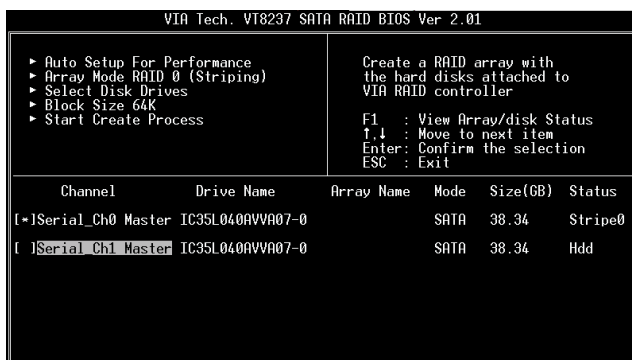 VIA Tech. VT8237 SATA RAID BIOS Ver 2.01
► Auto Setup For Performance
► Array Mode RAID 0 (Striping)
► Select Disk Drives
► Block Size 64K
► Start Create Process
Create a RAID array with
the hard disks attached to
VIA RAID controller
F1 : View Array/disk Status
↑,↓ : Move to next item
Enter: Confirm the selection
ESC : Exit
Channel Drive Name Array Name Mode Size(GB) Status
[*]Serial_Ch0 Master IC35L040AVVA07-0 SATA 38.34 Stripe0
[ ]Serial_Ch1 Master IC35L040AVVA07-0 SATA 38.34 Hdd